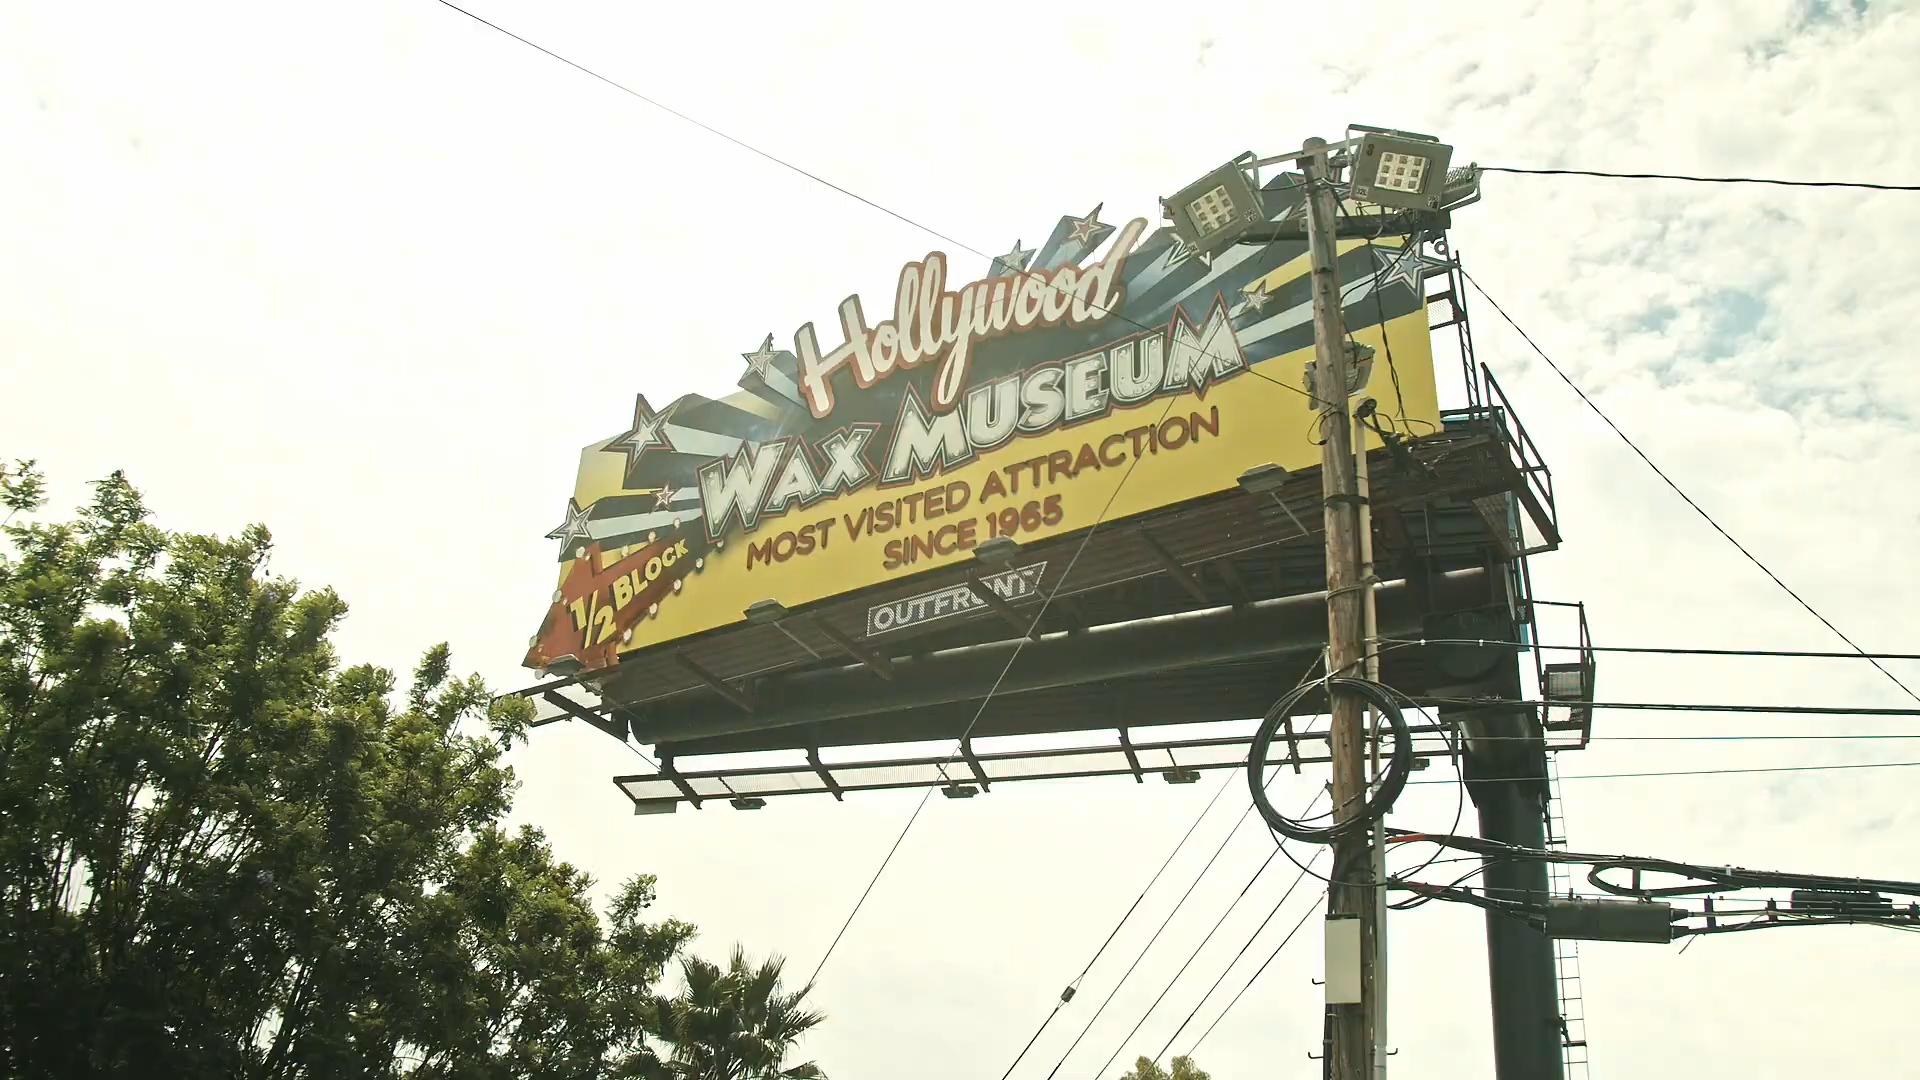 Hollywood
WAX MUSEUM
MOST VISITED ATTRACTION
SINCE 1965
1/2 BLOCK
OUTFRONT